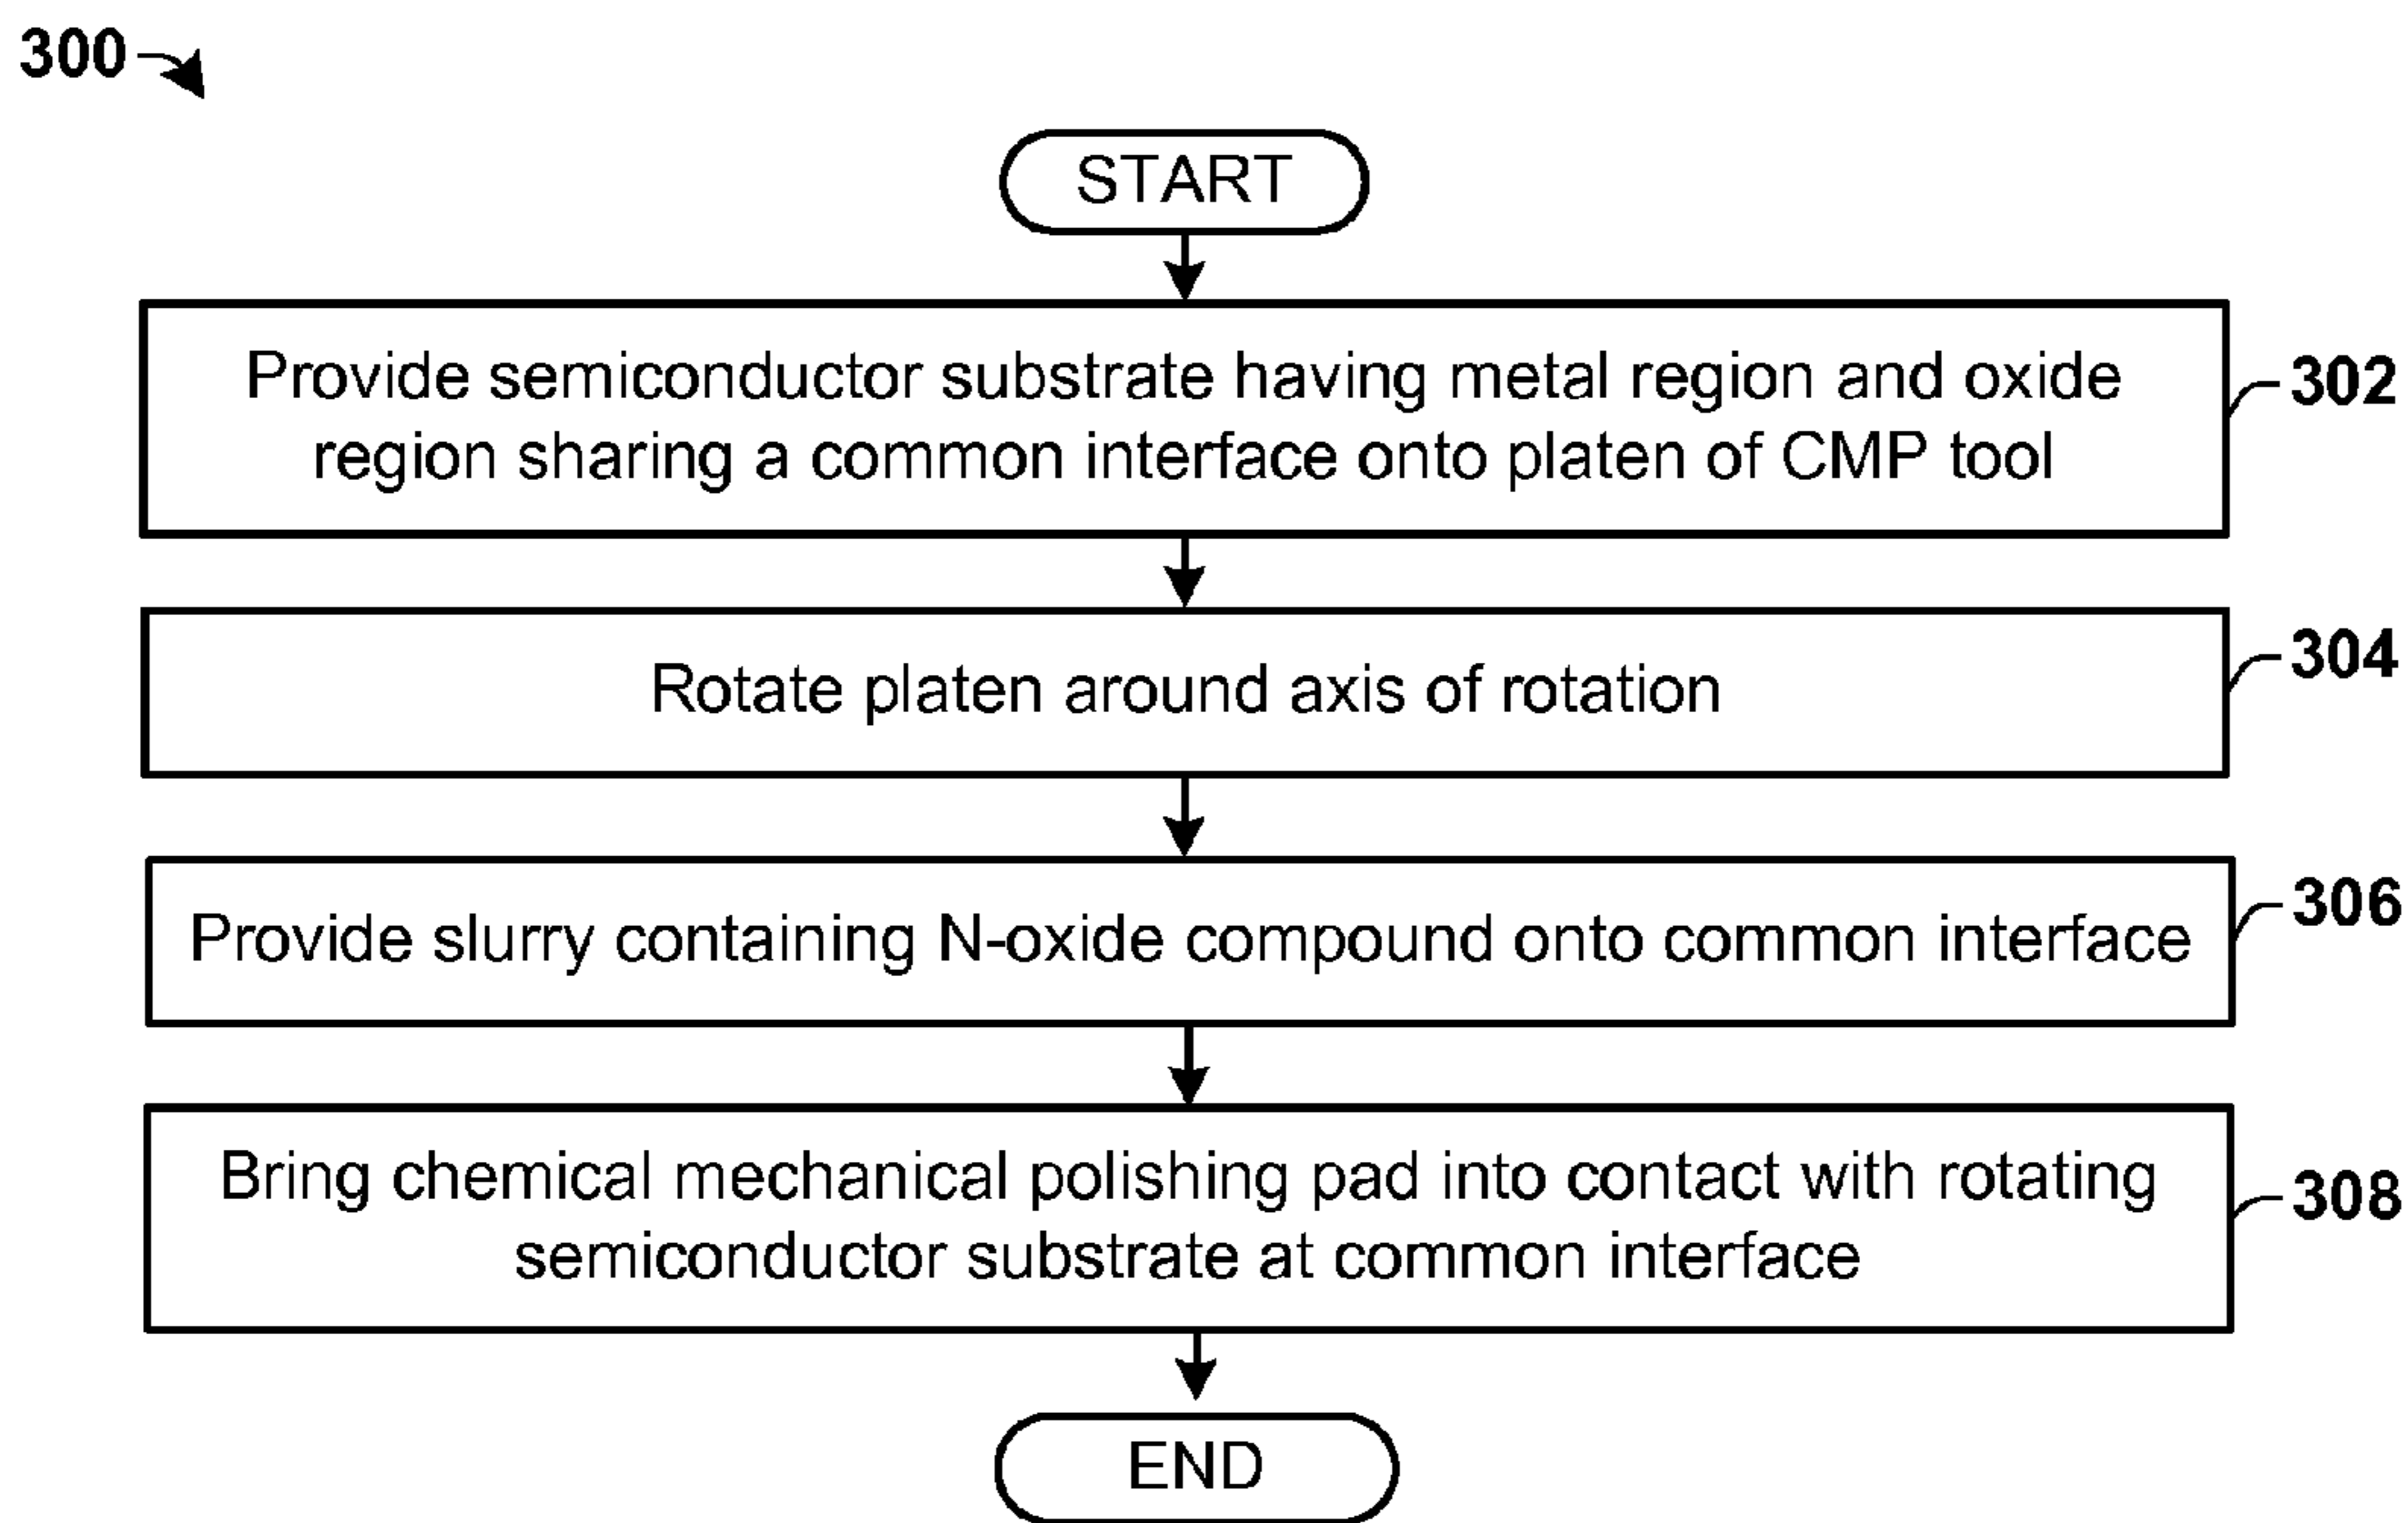 300
START
Provide semiconductor substrate having metal region and oxide
region sharing a common interface onto platen of CMP tool
302
Rotate platen around axis of rotation
304
Provide slurry containing N-oxide compound onto common interface
306
Bring chemical mechanical polishing pad into contact with rotating
semiconductor substrate at common interface
308
END